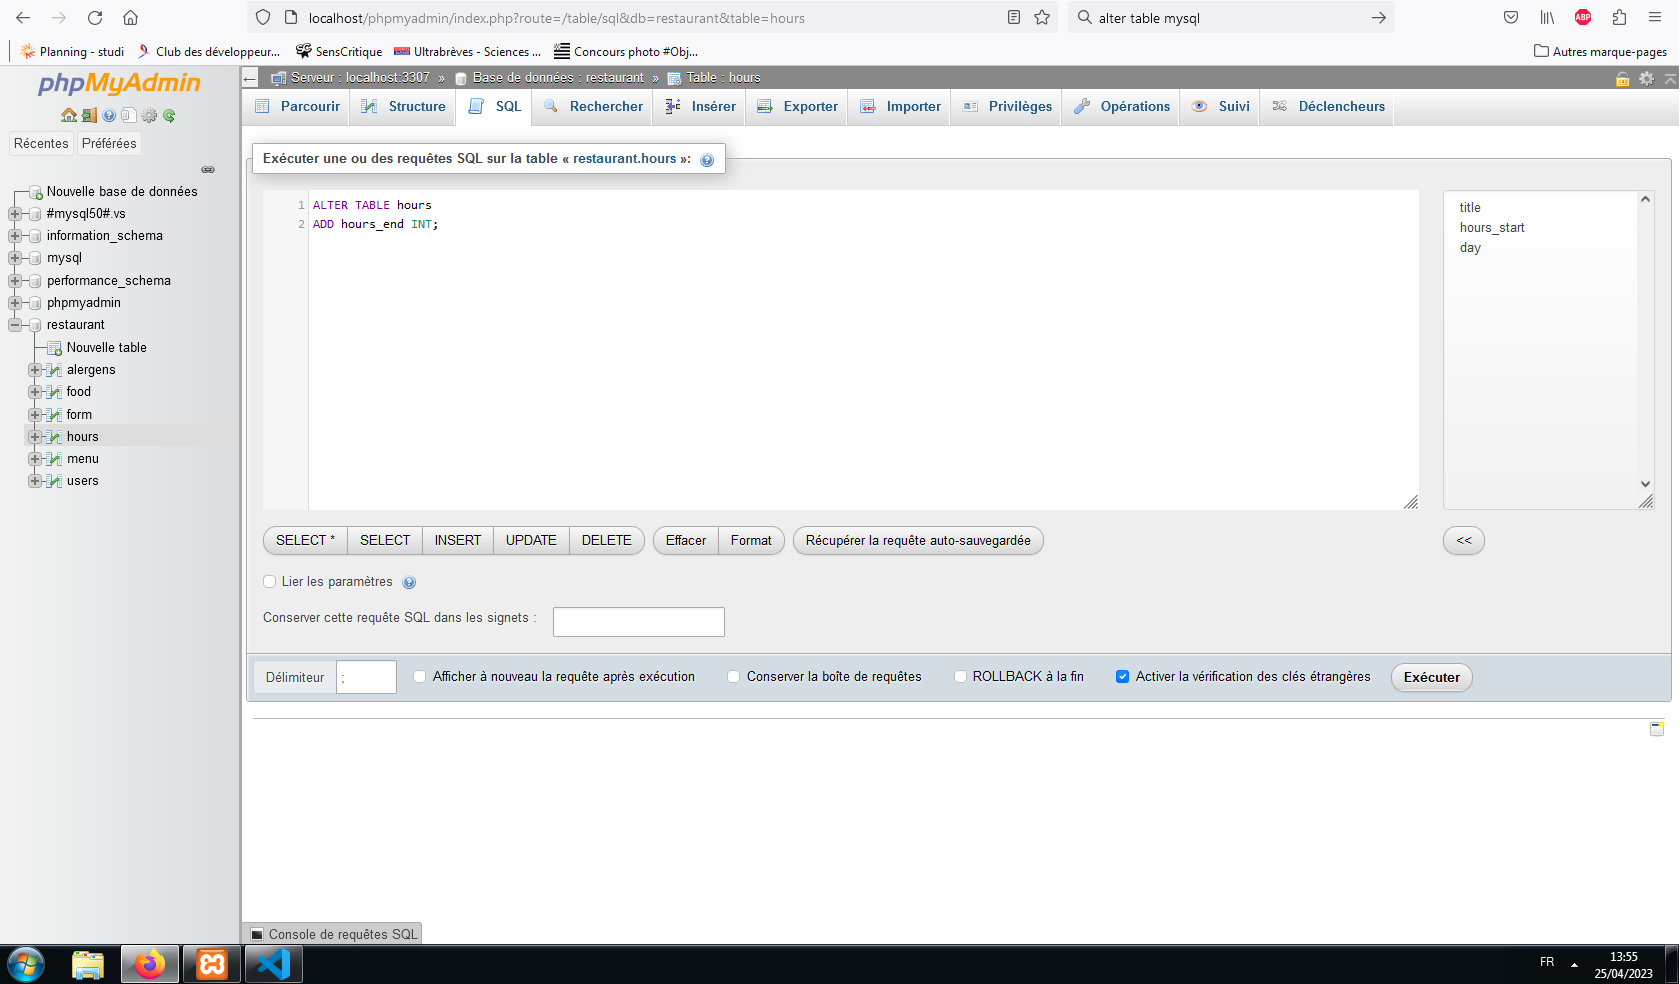 localhost/phpmyadmin/index.php?route=/table/sql&db=restaurant&table=hours
alter table mysql
ABP
Planning - studi
Club des développeur...
SensCritique
Ultrabrèves - Sciences ...
Concours photo #Obj...
Autres marque-pages
phpMyAdmin
Récentes
Préférées
Nouvelle base de données
#mysql50#.vs
information_schema
mysql
performance_schema
phpmyadmin
restaurant
Nouvelle table
alergens
food
form
hours
menu
users
Serveur : localhost:3307 » Base de données : restaurant » Table : hours
Parcourir
Structure
SQL
Rechercher
Insérer
Exporter
Importer
Privilèges
Opérations
Suivi
Déclencheurs
Exécuter une ou des requêtes SQL sur la table « restaurant.hours »:
1 ALTER TABLE hours
2 ADD hours_end INT;
title
hours_start
day
SELECT *
SELECT
INSERT
UPDATE
DELETE
Effacer
Format
Récupérer la requête auto-sauvegardée
<<
Lier les paramètres
Conserver cette requête SQL dans les signets :
Délimiteur
;
Afficher à nouveau la requête après exécution
Conserver la boîte de requêtes
ROLLBACK à la fin
Activer la vérification des clés étrangères
Exécuter
Console de requêtes SQL
FR
13:55
25/04/2023